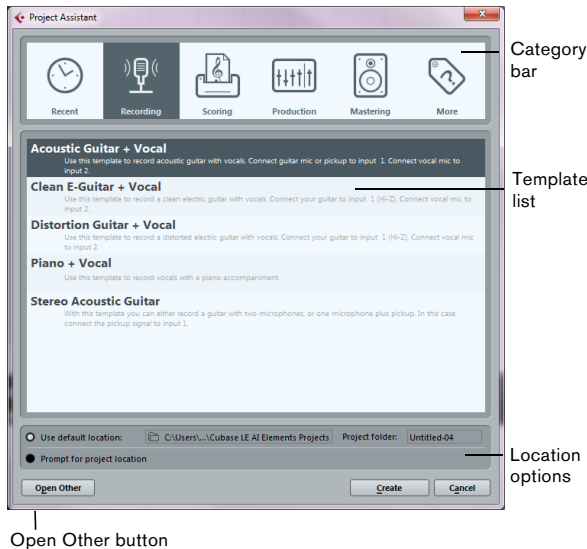 Project Assistant
Category
bar
Recent
Recording
Scoring
Production
Mastering
More
Acoustic Guitar + Vocal
Use this template to record acoustic guitar with vocals. Connect guitar mic or pickup to input  1. Connect vocal mic to
input 2.
Template
list
Clean E-Guitar + Vocal
Use this template to record a clean electric guitar with vocals. Connect your guitar to input  1 (Hi-Z). Connect vocal mic to
input 2.
Distortion Guitar + Vocal
Use this template to record a distorted electric guitar with vocals. Connect your guitar to input  1 (Hi-Z). Connect vocal mic
to input 2.
Piano + Vocal
Use this template to record vocals with a piano accompaniment.
Stereo Acoustic Guitar
With this template you can either record a guitar with two microphones, or one microphone plus pickup. In this case,
connect the pickup signal to input 1.
Use default location:
C:\Users\...\Cubase LE AI Elements Projects
Project folder:
Untitled-04
Prompt for project location
Location
options
Open Other
Create
Cancel
Open Other button